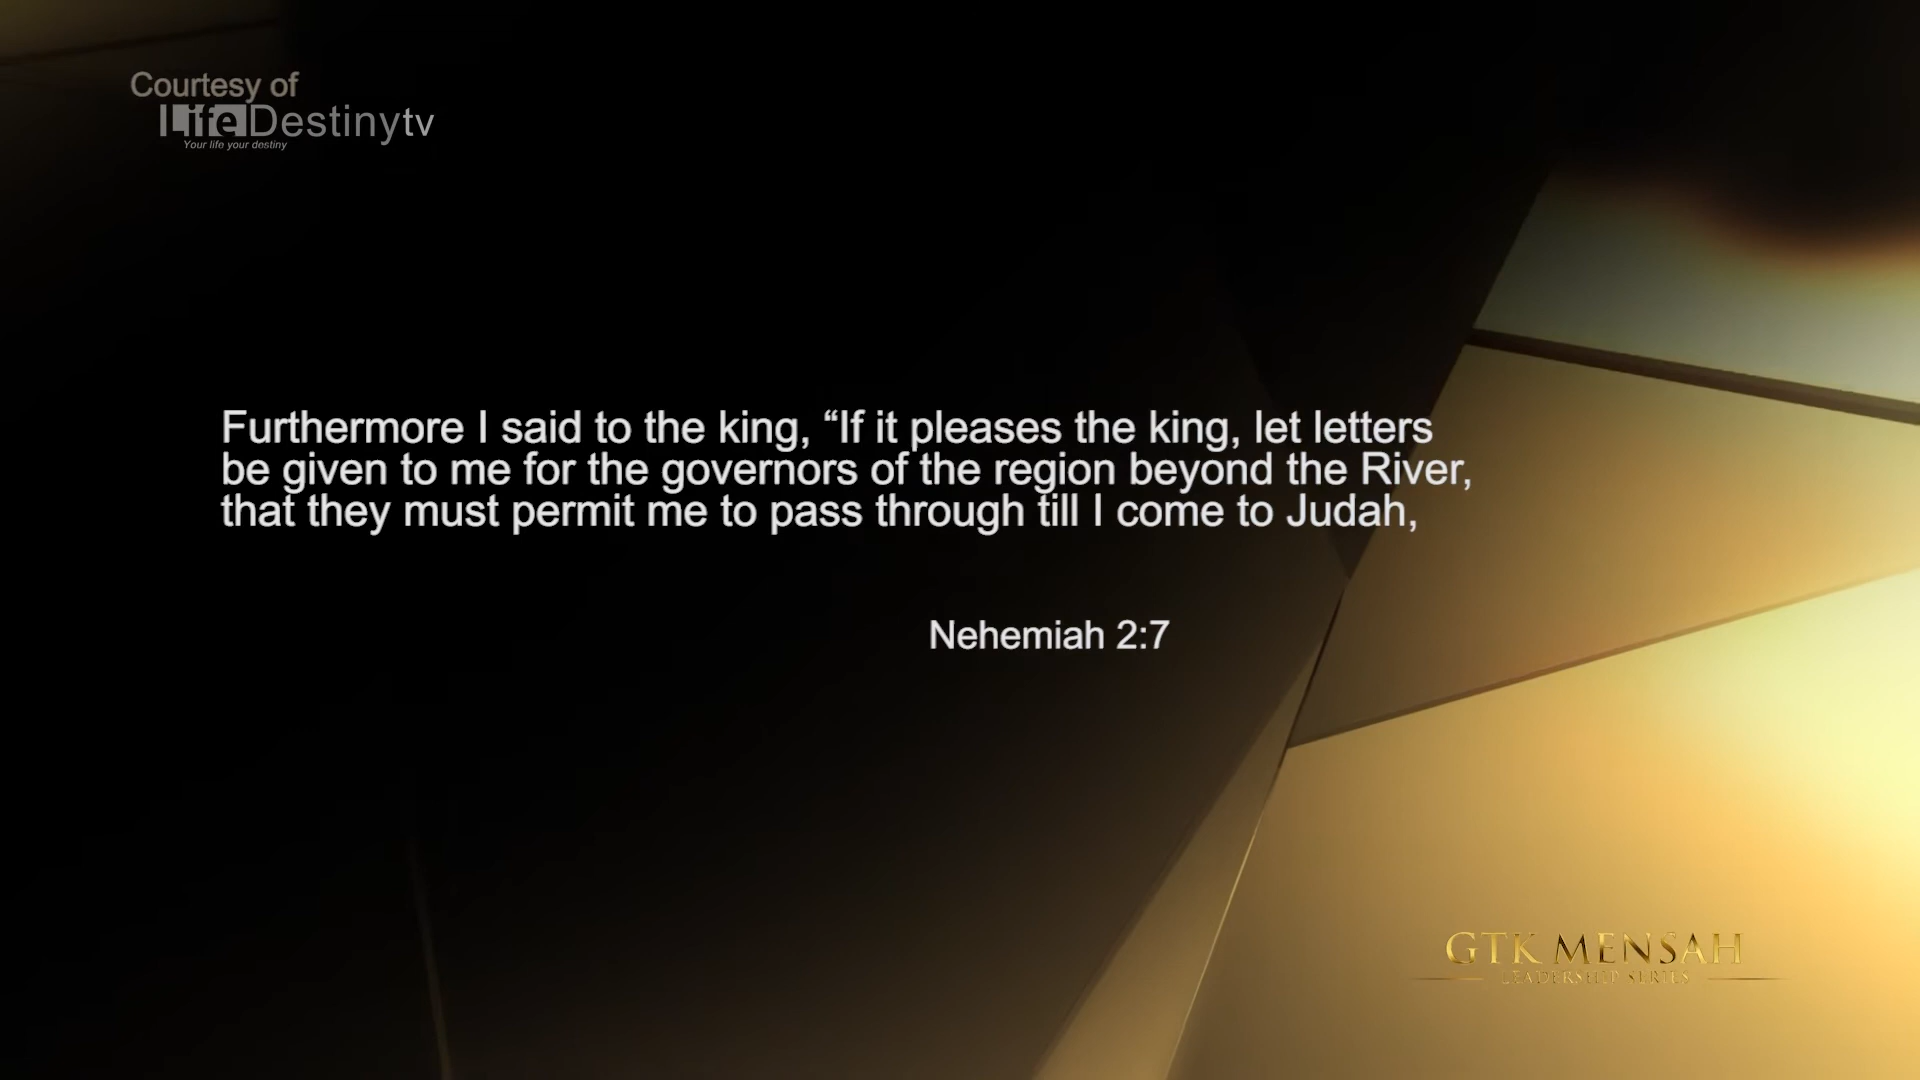 Courtesy of
LifeDestinytv
Your life your destiny
Furthermore I said to the king, “If it pleases the king, let letters
be given to me for the governors of the region beyond the River,
that they must permit me to pass through till I come to Judah,
Nehemiah 2:7
GTK MENSAH
LEADERSHIP SERIES